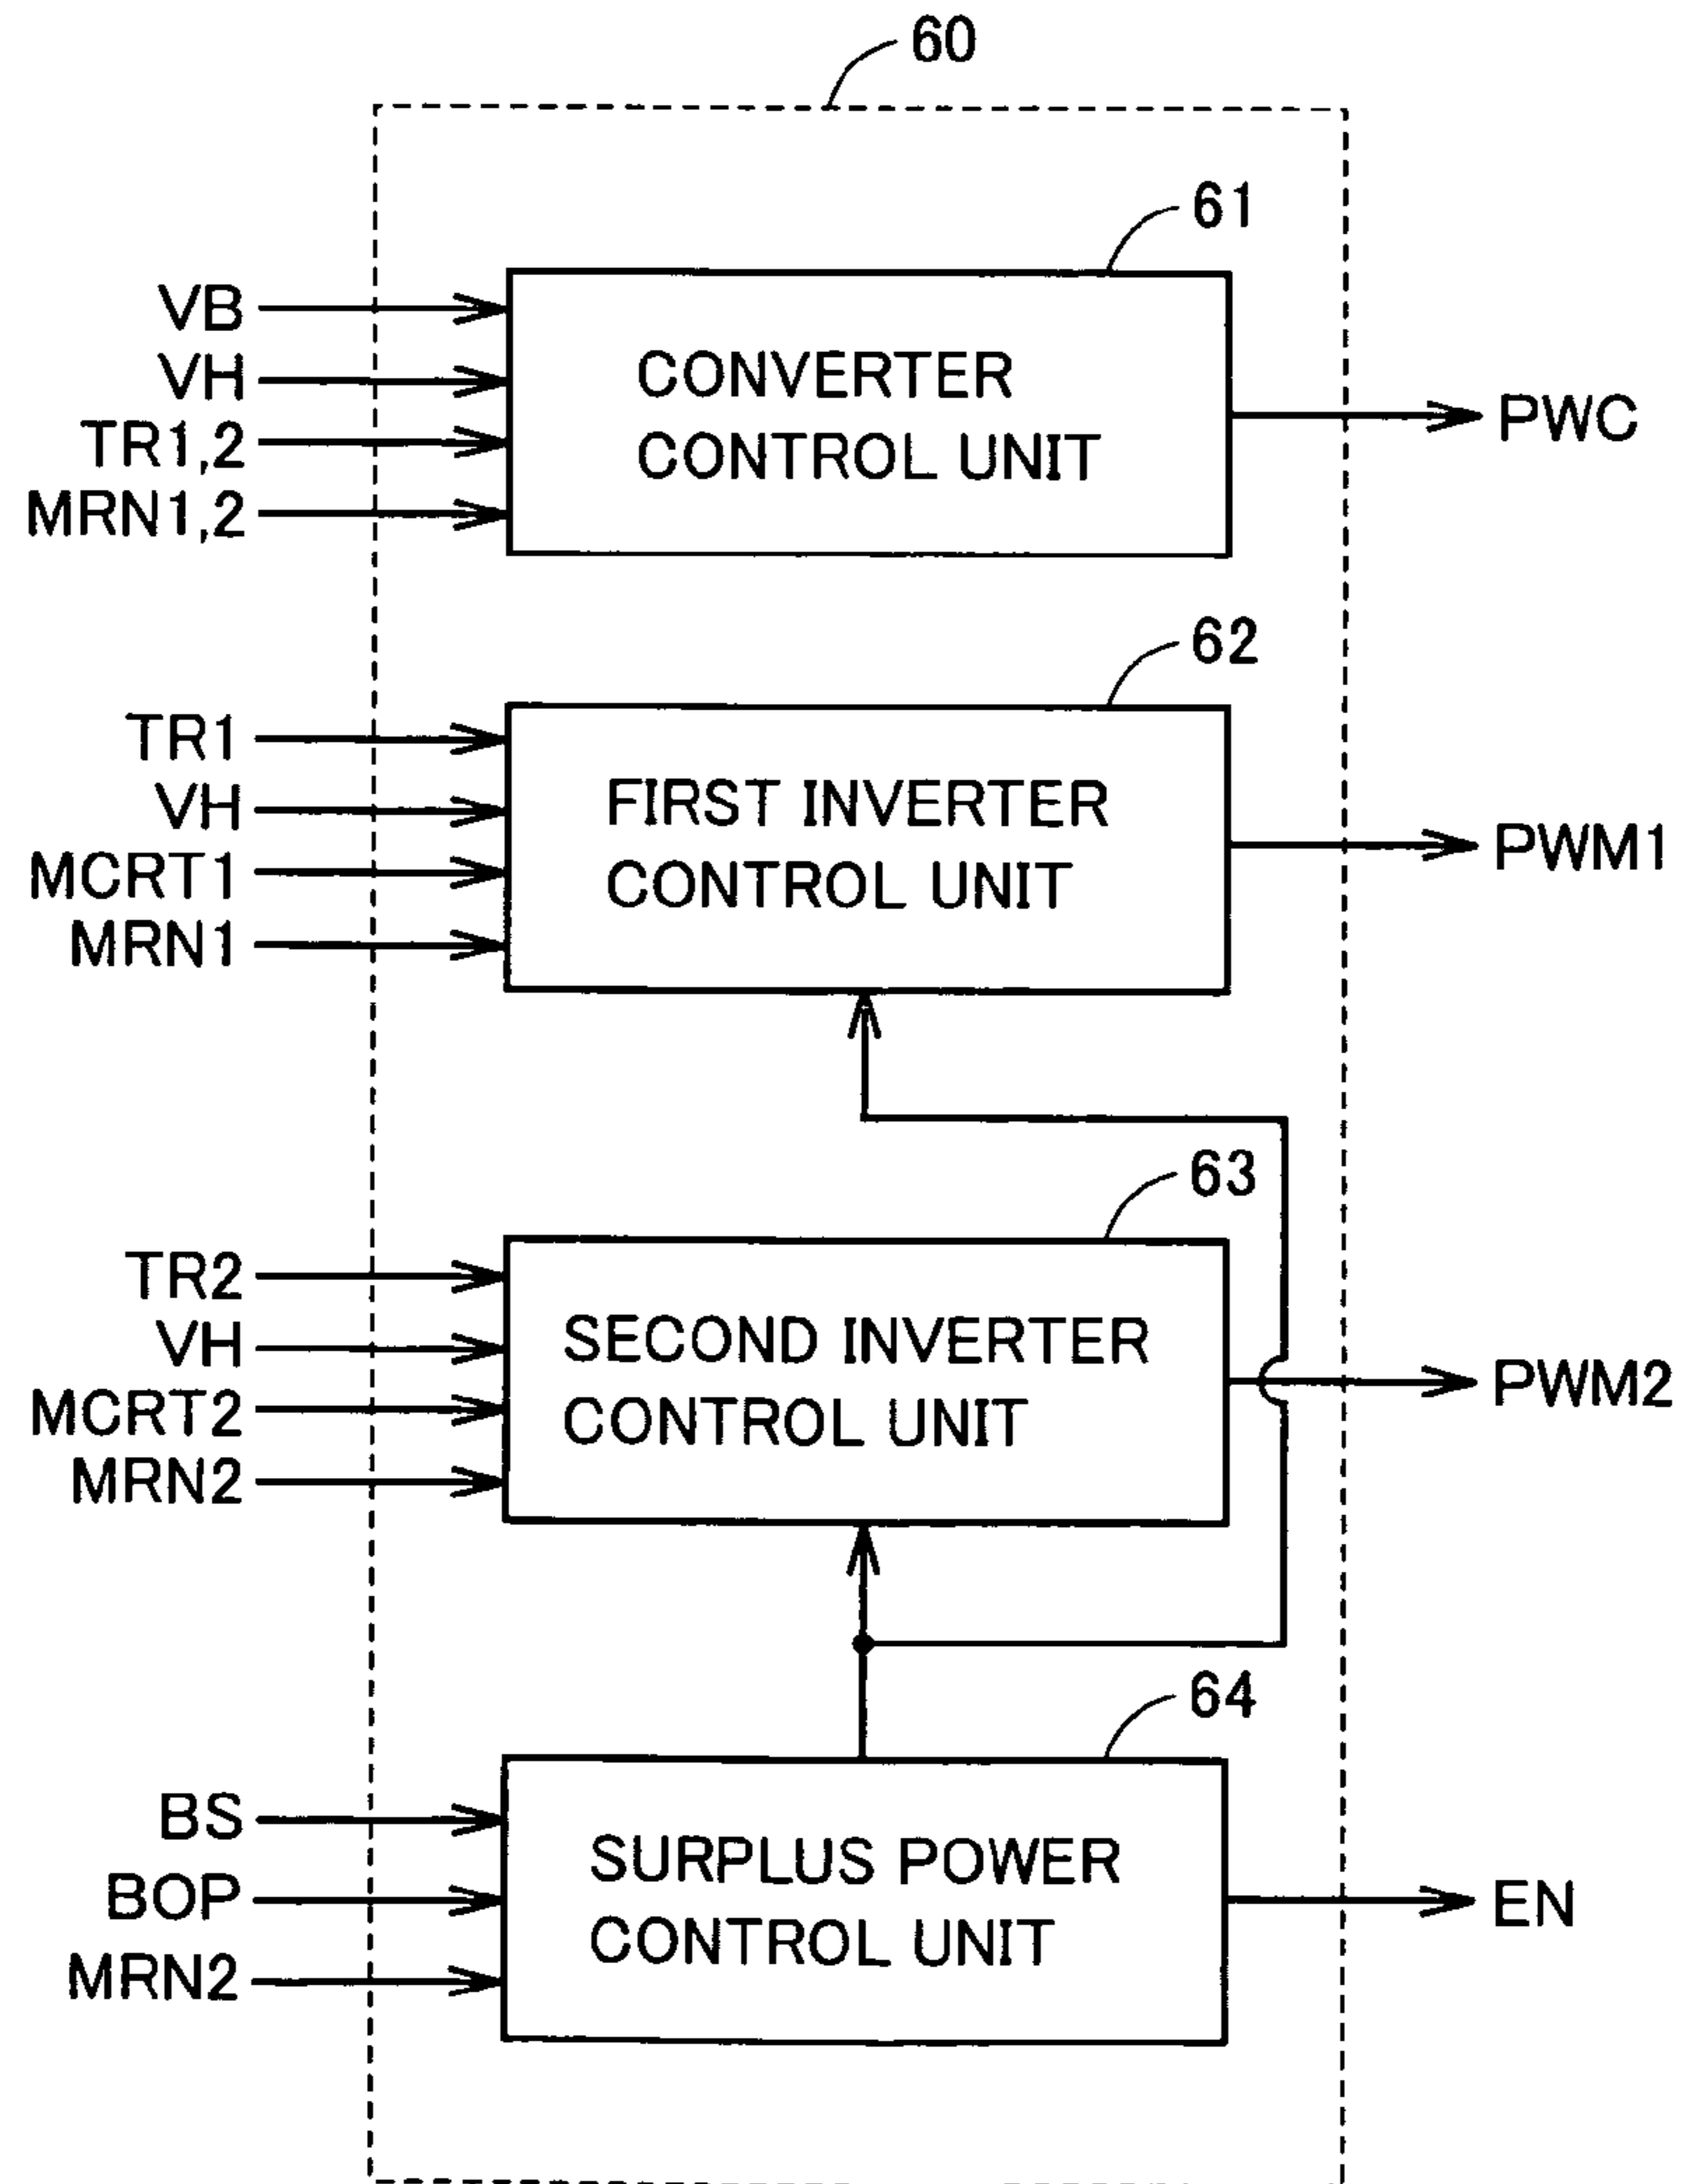 60
61
VB
VH
TR1,2
MRN1,2
CONVERTER
CONTROL UNIT
PWC
62
TR1
VH
MCRT1
MRN1
FIRST INVERTER
CONTROL UNIT
PWM1
63
TR2
VH
MCRT2
MRN2
SECOND INVERTER
CONTROL UNIT
PWM2
64
BS
BOP
MRN2
SURPLUS POWER
CONTROL UNIT
EN